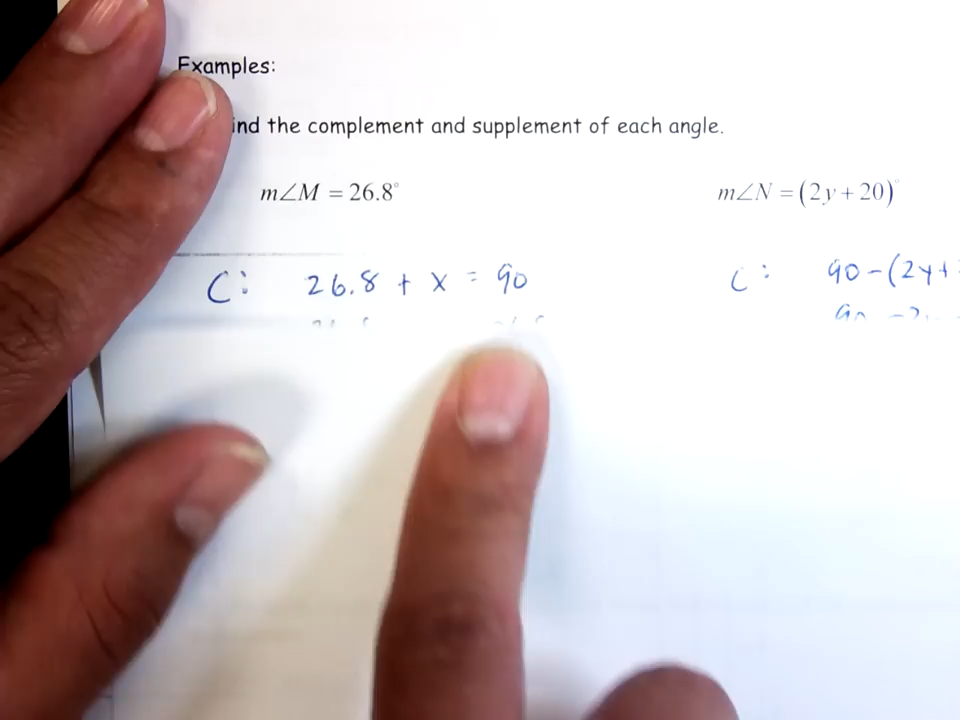 Examples:
ind the complement and supplement of each angle.
m∠M = 26.8° m∠N = (2y + 20)°
C: 26.8 + x = 90 C: 90 - (2y +